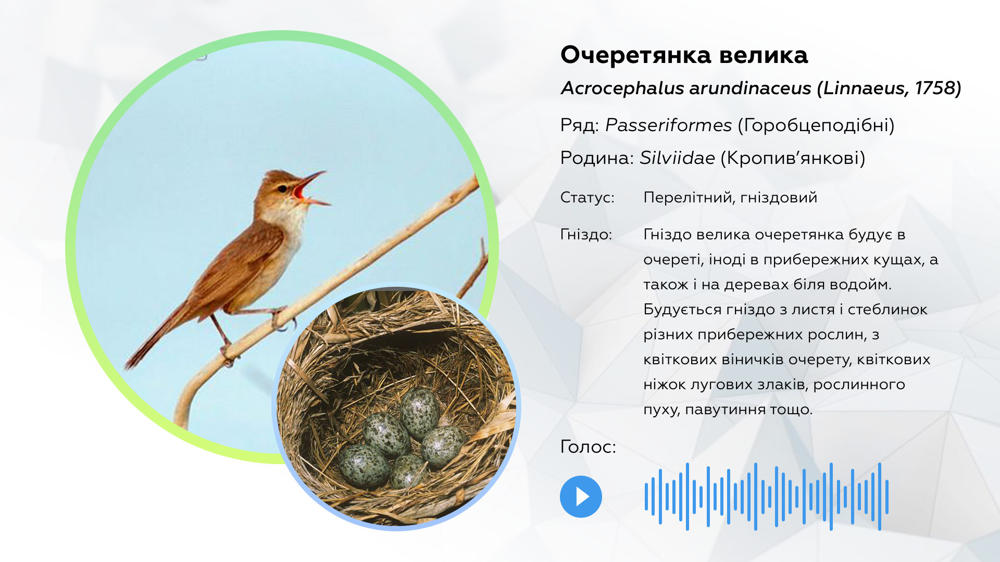 Очеретянка велика
Acrocephalus arundinaceus (Linnaeus, 1758)
Ряд: Passeriformes (Горобцеподібні)
Родина: Silviidae (Кропив’янкові)
Статус: Перелітний, гніздовий
Гніздо: Гніздо велика очеретянка будує в
очереті, іноді в прибережних кущах, а
також і на деревах біля водойм.
Будується гніздо з листя і стеблинок
різних прибережних рослин, з
квіткових віничків очерету, квіткових
ніжок лугових злаків, рослинного
пуху, павутиння тощо.
Голос: